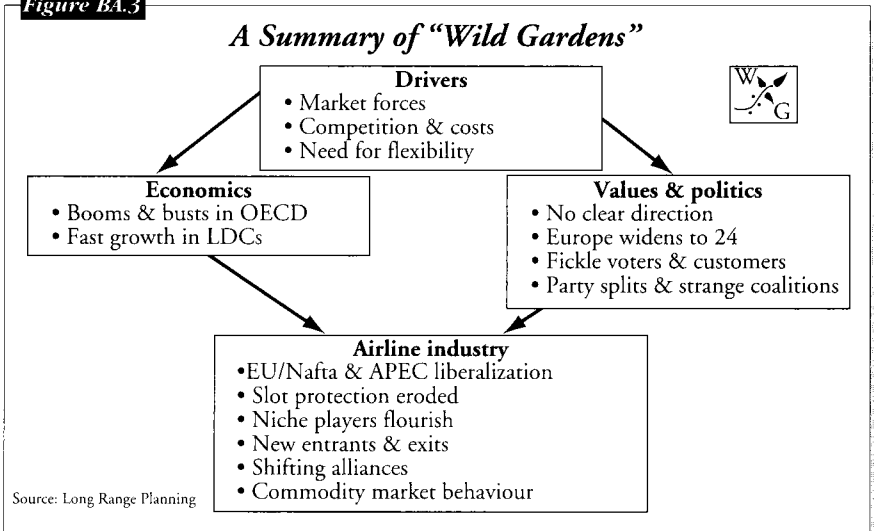 Figure BA.3
A Summary of “Wild Gardens”
Drivers
• Market forces
• Competition & costs
• Need for flexibility
W
G
Economics
• Booms & busts in OECD
• Fast growth in LDCs
Values & politics
• No clear direction
• Europe widens to 24
• Fickle voters & customers
• Party splits & strange coalitions
Airline industry
•EU/Nafta & APEC liberalization
• Slot protection eroded
• Niche players flourish
• New entrants & exits
• Shifting alliances
• Commodity market behaviour
Source: Long Range Planning